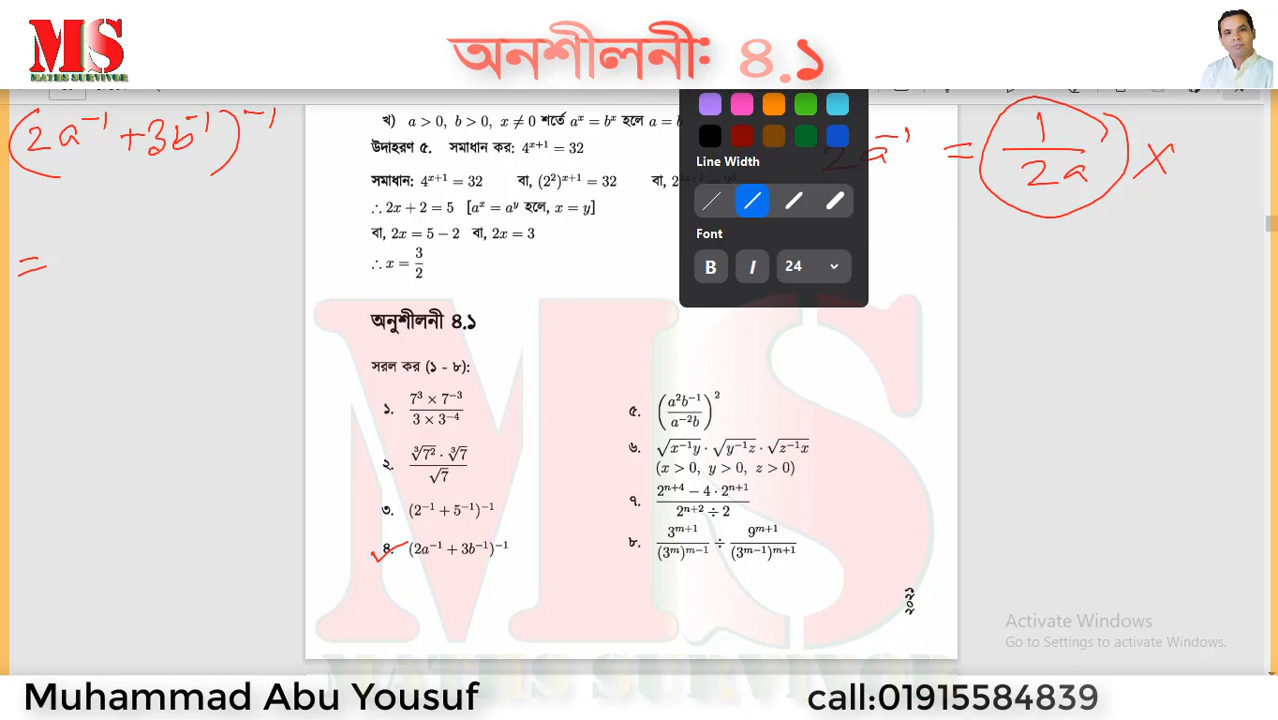 MS
MATHS SURVIVOR
অনশীলনীঃ ৪.১
(2a⁻¹ + 3b⁻¹)⁻¹
=
খ) a > 0, b > 0, x ≠ 0 শর্তে aˣ = bˣ হলে a = b
উদাহরণ ৫. সমাধান কর: 4ˣ⁺¹ = 32
সমাধান: 4ˣ⁺¹ = 32 বা, (2²)ˣ⁺¹ = 32 বা,
∴ 2x + 2 = 5 [aˣ = aʸ হলে, x = y]
বা, 2x = 5 − 2 বা, 2x = 3
∴ x = 3/2
Line Width
Font
B I 24
2a⁻¹ = 1/2a x
অনুশীলনী ৪.১
সরল কর (১ - ৮):
১. (7³ × 7⁻³)/(3 × 3⁻⁴)
২. (∛7² · ∛7)/√7
৩. (2⁻¹ + 5⁻¹)⁻¹
৪. (2a⁻¹ + 3b⁻¹)⁻¹
৫. (a²b⁻¹/a⁻²b)²
৬. √x⁻¹y · √y⁻¹z · √z⁻¹x
(x > 0, y > 0, z > 0)
৭. (2ⁿ⁺⁴ − 4 · 2ⁿ⁺¹)/(2ⁿ⁺² ÷ 2)
৮. 3ᵐ⁺¹/(3ᵐ)ᵐ⁻¹ ÷ 9ᵐ⁺¹/(3ᵐ⁻¹)ᵐ⁺¹
২০২১
MS
MATHS SURVIVOR
Activate Windows
Go to Settings to activate Windows.
Muhammad Abu Yousuf call:01915584839